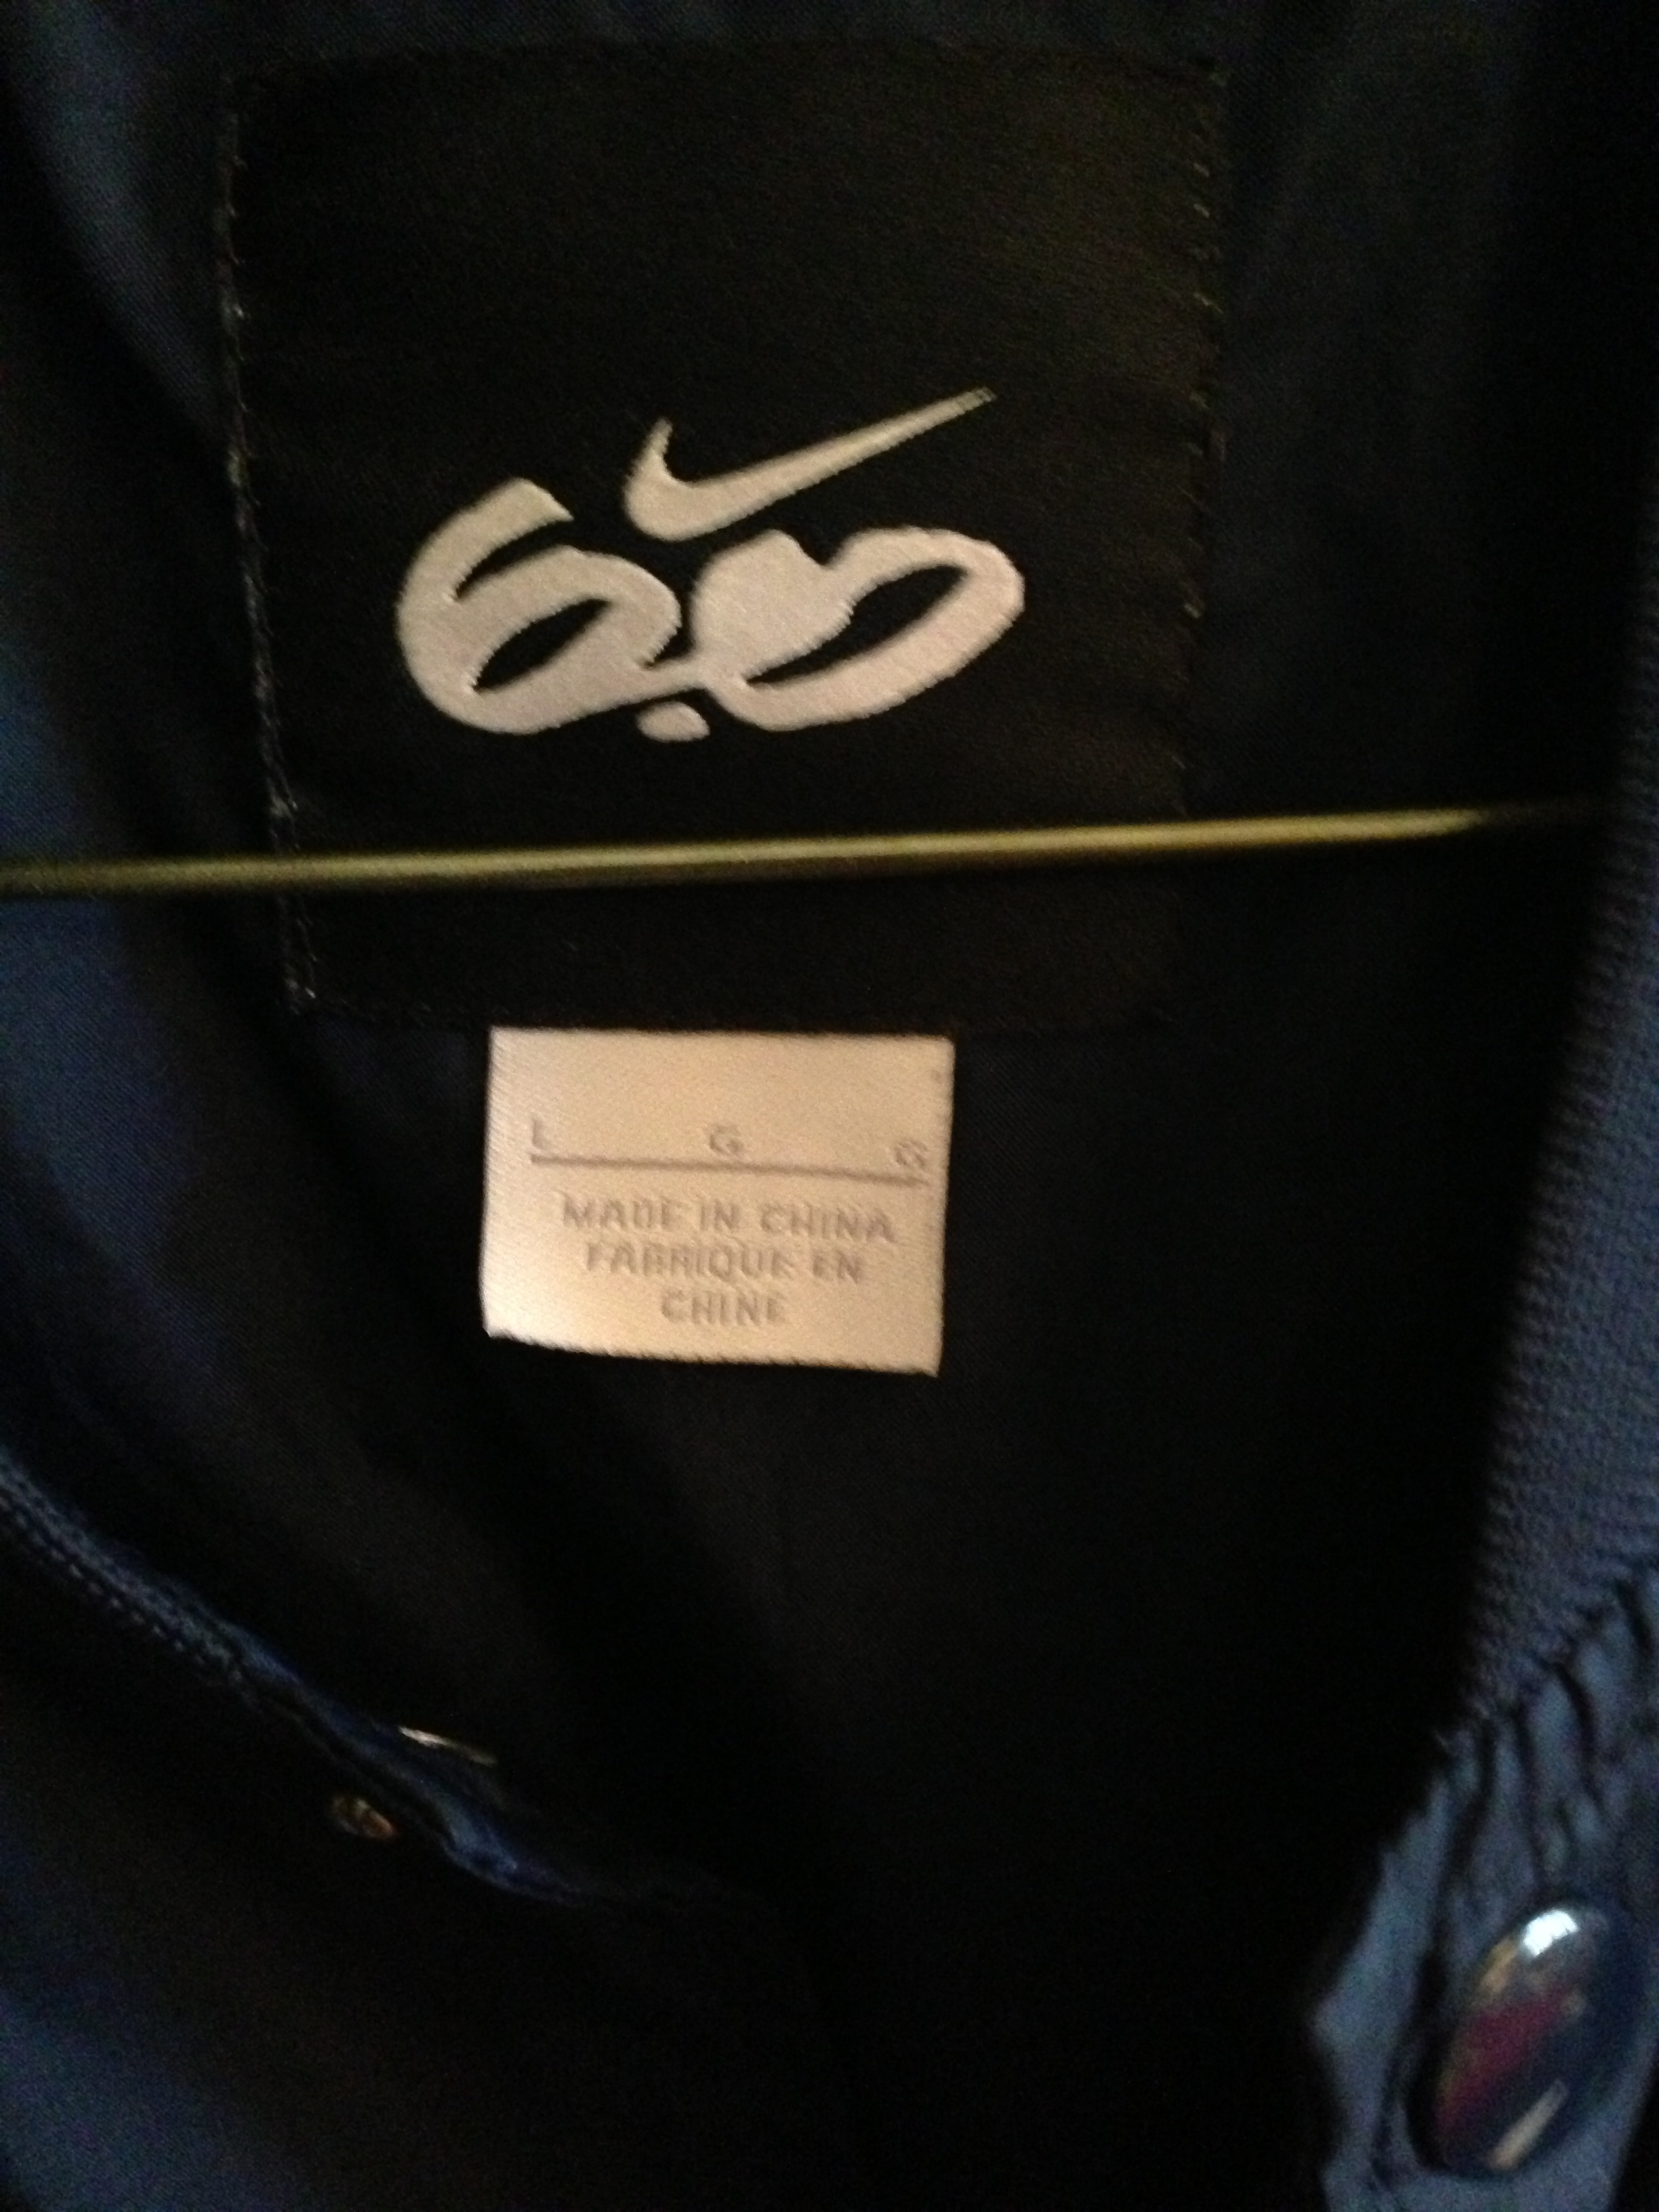 6.0
L G G
MADE IN CHINA
FABRIQUE EN
CHINE